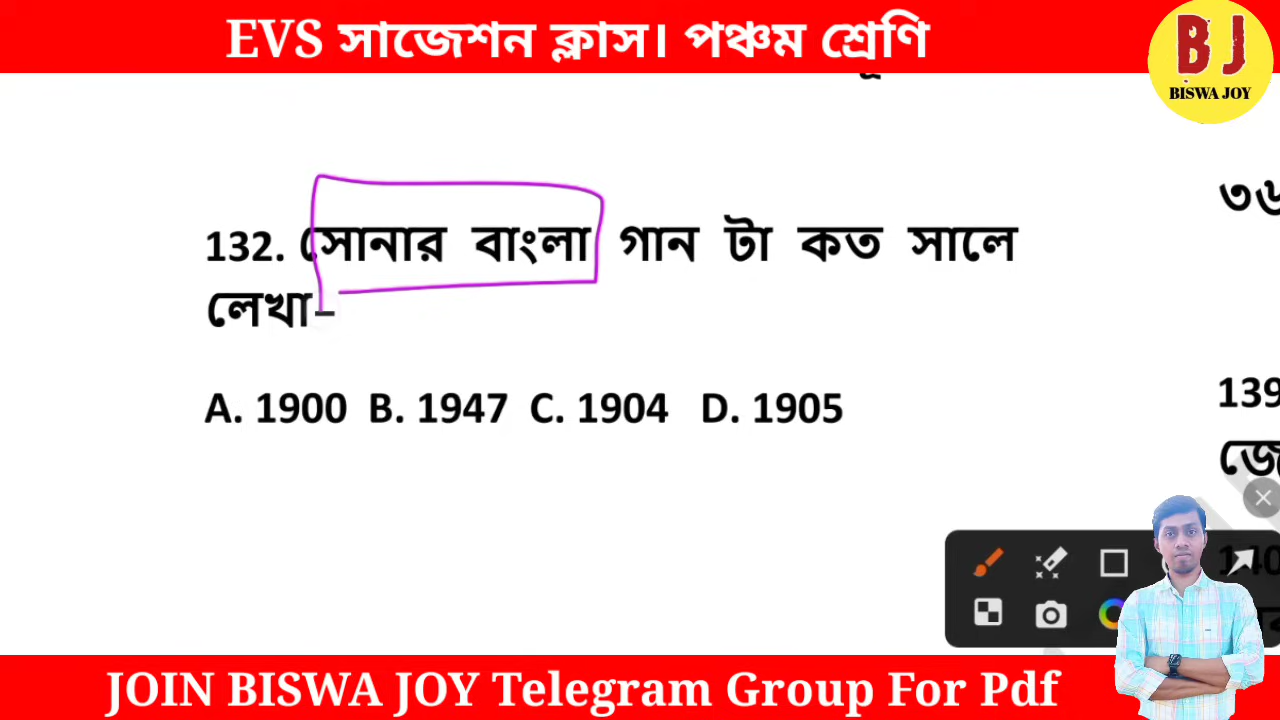 EVS সাজেশন ক্লাস। পঞ্চম শ্রেণি
BJ
BISWA JOY
132. সোনার বাংলা গান টা কত সালে
লেখা-
A. 1900 B. 1947 C. 1904 D. 1905
৩৬
139
জে
JOIN BISWA JOY Telegram Group For Pdf